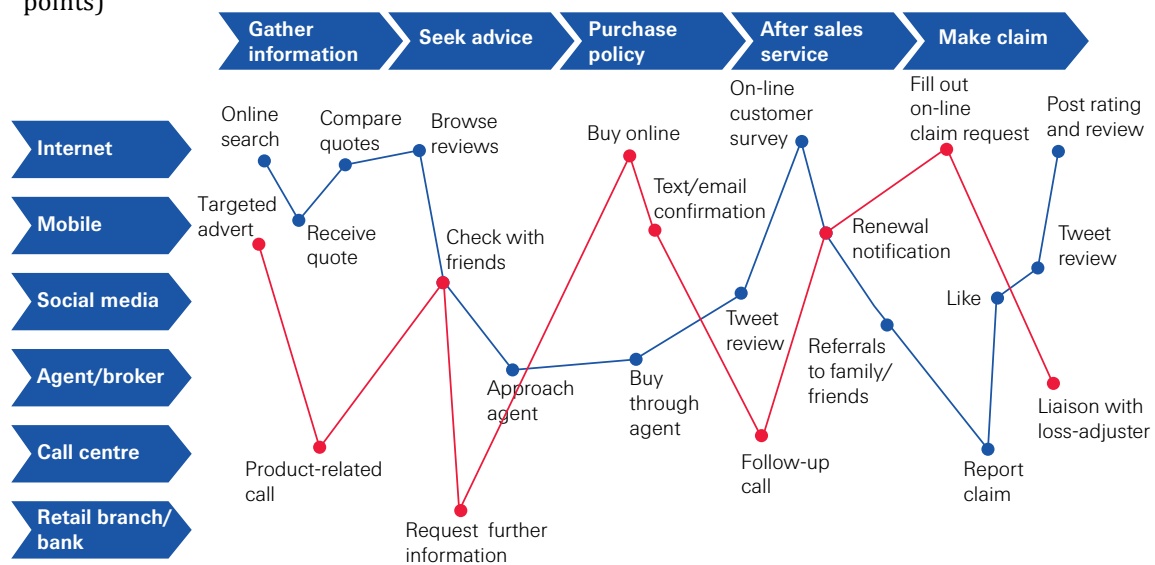 points)
Gather
information
Seek advice
Purchase
policy
After sales
service
Make claim
Internet
Mobile
Social media
Agent/broker
Call centre
Retail branch/
bank
Online
search
Compare
quotes
Browse
reviews
Targeted
advert
Receive
quote
Check with
friends
Product-related
call
Approach
agent
Request further
information
Buy online
Text/email
confirmation
Buy
through
agent
Tweet
review
On-line
customer
survey
Follow-up
call
Renewal
notification
Referrals
to family/
friends
Fill out
on-line
claim request
Report
claim
Like
Tweet
review
Post rating
and review
Liaison with
loss-adjuster